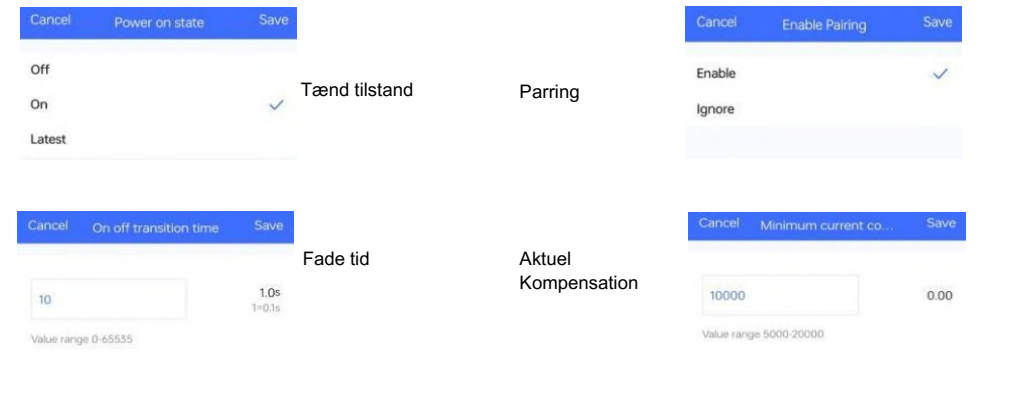 Cancel Power on state Save
Off
On
Latest
Tænd tilstand
Parring
Cancel Enable Pairing Save
Enable
Ignore
Cancel On off transition time Save
10
1.0s
1=0.1s
Value range 0-65535
Fade tid
Aktuel
Kompensation
Cancel Minimum current co... Save
10000
0.00
Value range 5000-20000